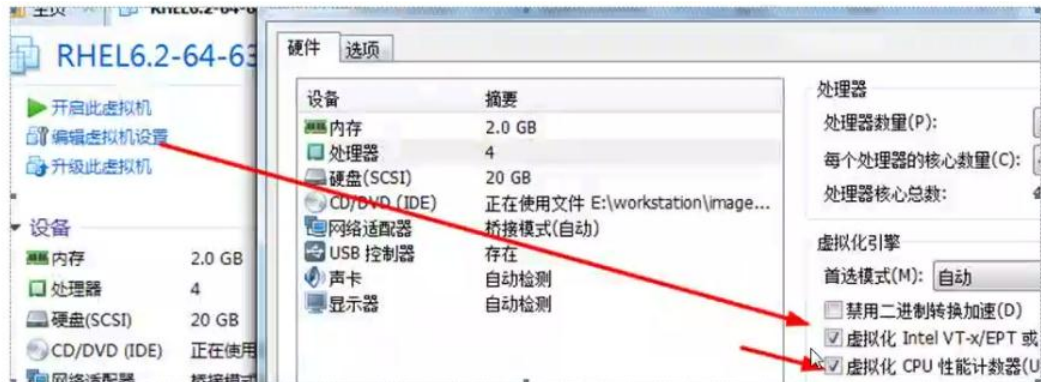 主页
RHEL6.2-64-6
RHEL6.2-64-63
开启此虚拟机
编辑虚拟机设置
升级此虚拟机
设备
内存 2.0 GB
处理器 4
硬盘(SCSI) 20 GB
CD/DVD (IDE) 正在使用
网络适配器 桥接模式
硬件 选项
设备 摘要
内存 2.0 GB
处理器 4
硬盘(SCSI) 20 GB
CD/DVD (IDE) 正在使用文件 E:\workstation\image...
网络适配器 桥接模式(自动)
USB 控制器 存在
声卡 自动检测
显示器 自动检测
处理器
处理器数量(P):
每个处理器的核心数量(C):
处理器核心总数:
虚拟化引擎
首选模式(M): 自动
禁用二进制转换加速(D)
虚拟化 Intel VT-x/EPT 或
虚拟化 CPU 性能计数器(U